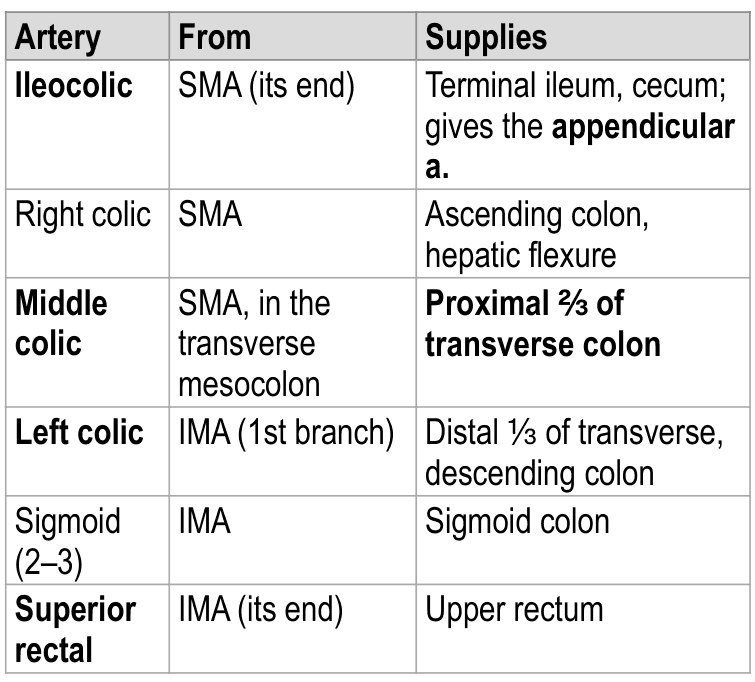 Artery From Supplies
Ileocolic SMA (its end) Terminal ileum, cecum;
gives the appendicular
a.
Right colic SMA Ascending colon,
hepatic flexure
Middle SMA, in the Proximal ⅔ of
colic transverse transverse colon
mesocolon
Left colic IMA (1st branch) Distal ⅓ of transverse,
descending colon
Sigmoid IMA Sigmoid colon
(2–3)
Superior IMA (its end) Upper rectum
rectal